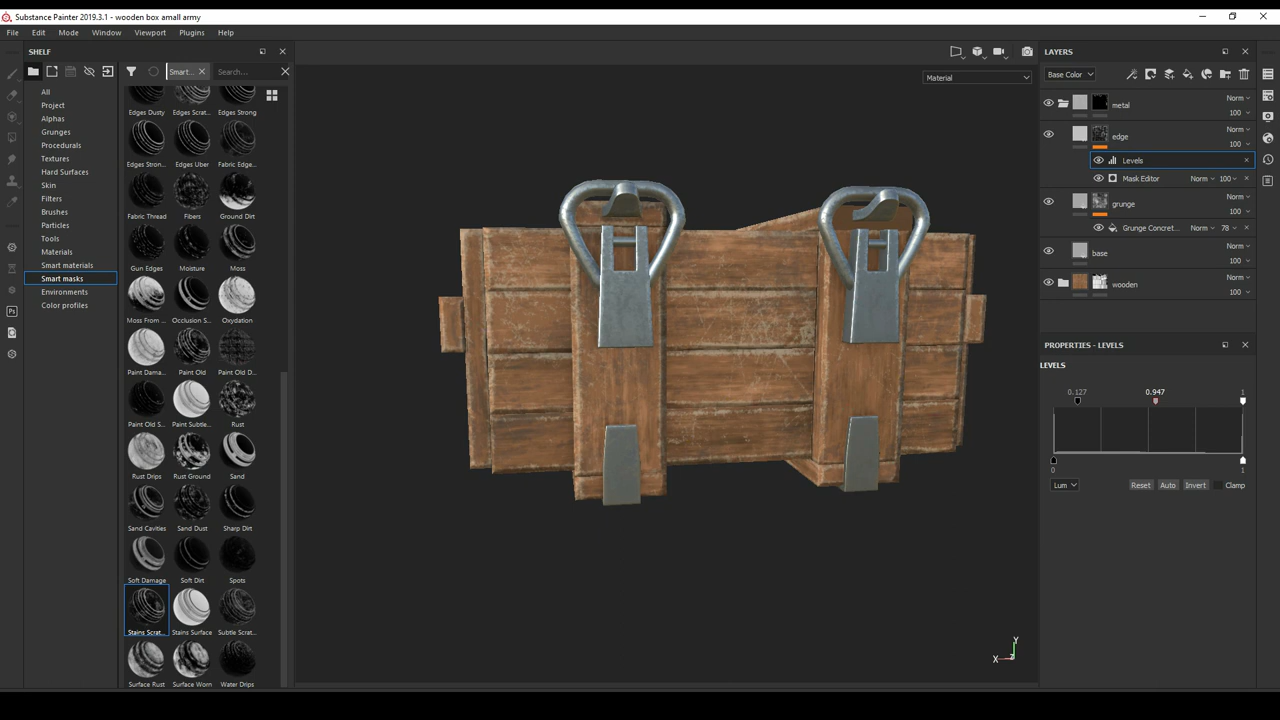 Substance Painter 2019.3.1 - wooden box amall army
File Edit Mode Window Viewport Plugins Help
SHELF
Smart... Search...
All
Project
Alphas
Grunges
Procedurals
Textures
Hard Surfaces
Skin
Filters
Brushes
Particles
Tools
Materials
Smart materials
Smart masks
Environments
Color profiles
Edges Dusty Edges Scrat... Edges Strong
Edges Stron... Edges Uber Fabric Edge...
Fabric Thread Fibers Ground Dirt
Gun Edges Moisture Moss
Moss From ... Occlusion S... Oxydation
Paint Dama... Paint Old Paint Old D...
Paint Old S... Paint Subtle... Rust
Rust Drips Rust Ground Sand
Sand Cavities Sand Dust Sharp Dirt
Soft Damage Soft Dirt Spots
Stains Scrat... Stains Surface Subtle Scrat...
Surface Rust Surface Worn Water Drips
Material
Y
X Z
LAYERS
Base Color
metal Norm
100
edge Norm
100
Levels
Mask Editor Norm 100
grunge Norm
100
Grunge Concret... Norm 78
base Norm
100
wooden Norm
100
PROPERTIES - LEVELS
LEVELS
0.127 0.947 1
0 1
Lum Reset Auto Invert Clamp
Ps